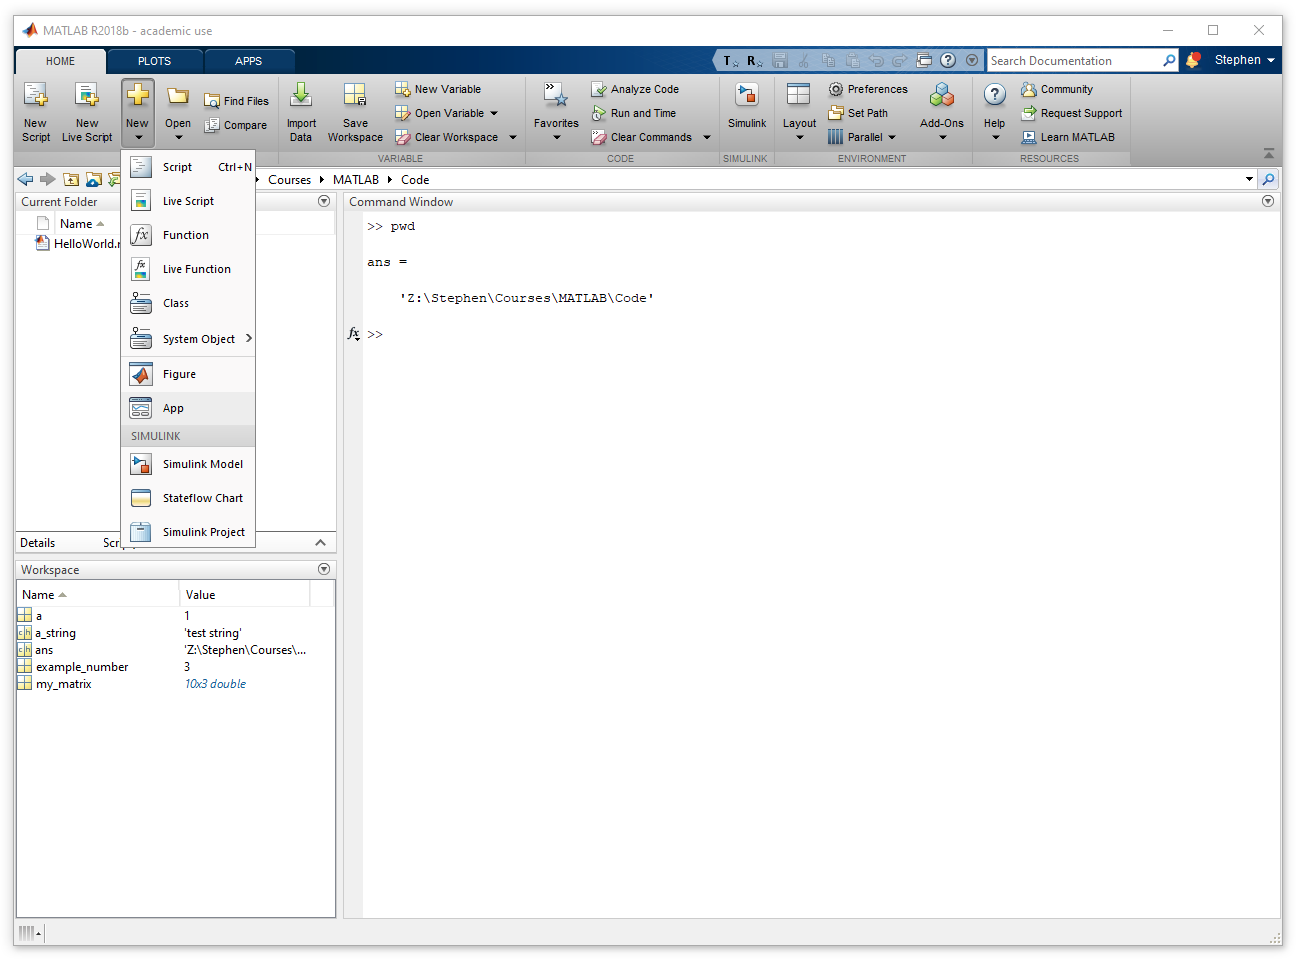 MATLAB R2018b - academic use
HOME PLOTS APPS
Search Documentation
Stephen
New Script
New Live Script
New
Open
Find Files
Compare
Import Data
Save Workspace
New Variable
Open Variable
Clear Workspace
VARIABLE
Favorites
Analyze Code
Run and Time
Clear Commands
CODE
Simulink
SIMULINK
Layout
Preferences
Set Path
Parallel
Add-Ons
ENVIRONMENT
Help
Community
Request Support
Learn MATLAB
RESOURCES
Courses MATLAB Code
Script Ctrl+N
Live Script
Function
Live Function
Class
System Object
Figure
App
SIMULINK
Simulink Model
Stateflow Chart
Simulink Project
Current Folder
Name
HelloWorld.
Details
Workspace
Name Value
a 1
a_string 'test string'
ans 'Z:\Stephen\Courses\...
example_number 3
my_matrix 10x3 double
Command Window
>> pwd
ans =
'Z:\Stephen\Courses\MATLAB\Code'
fx >>